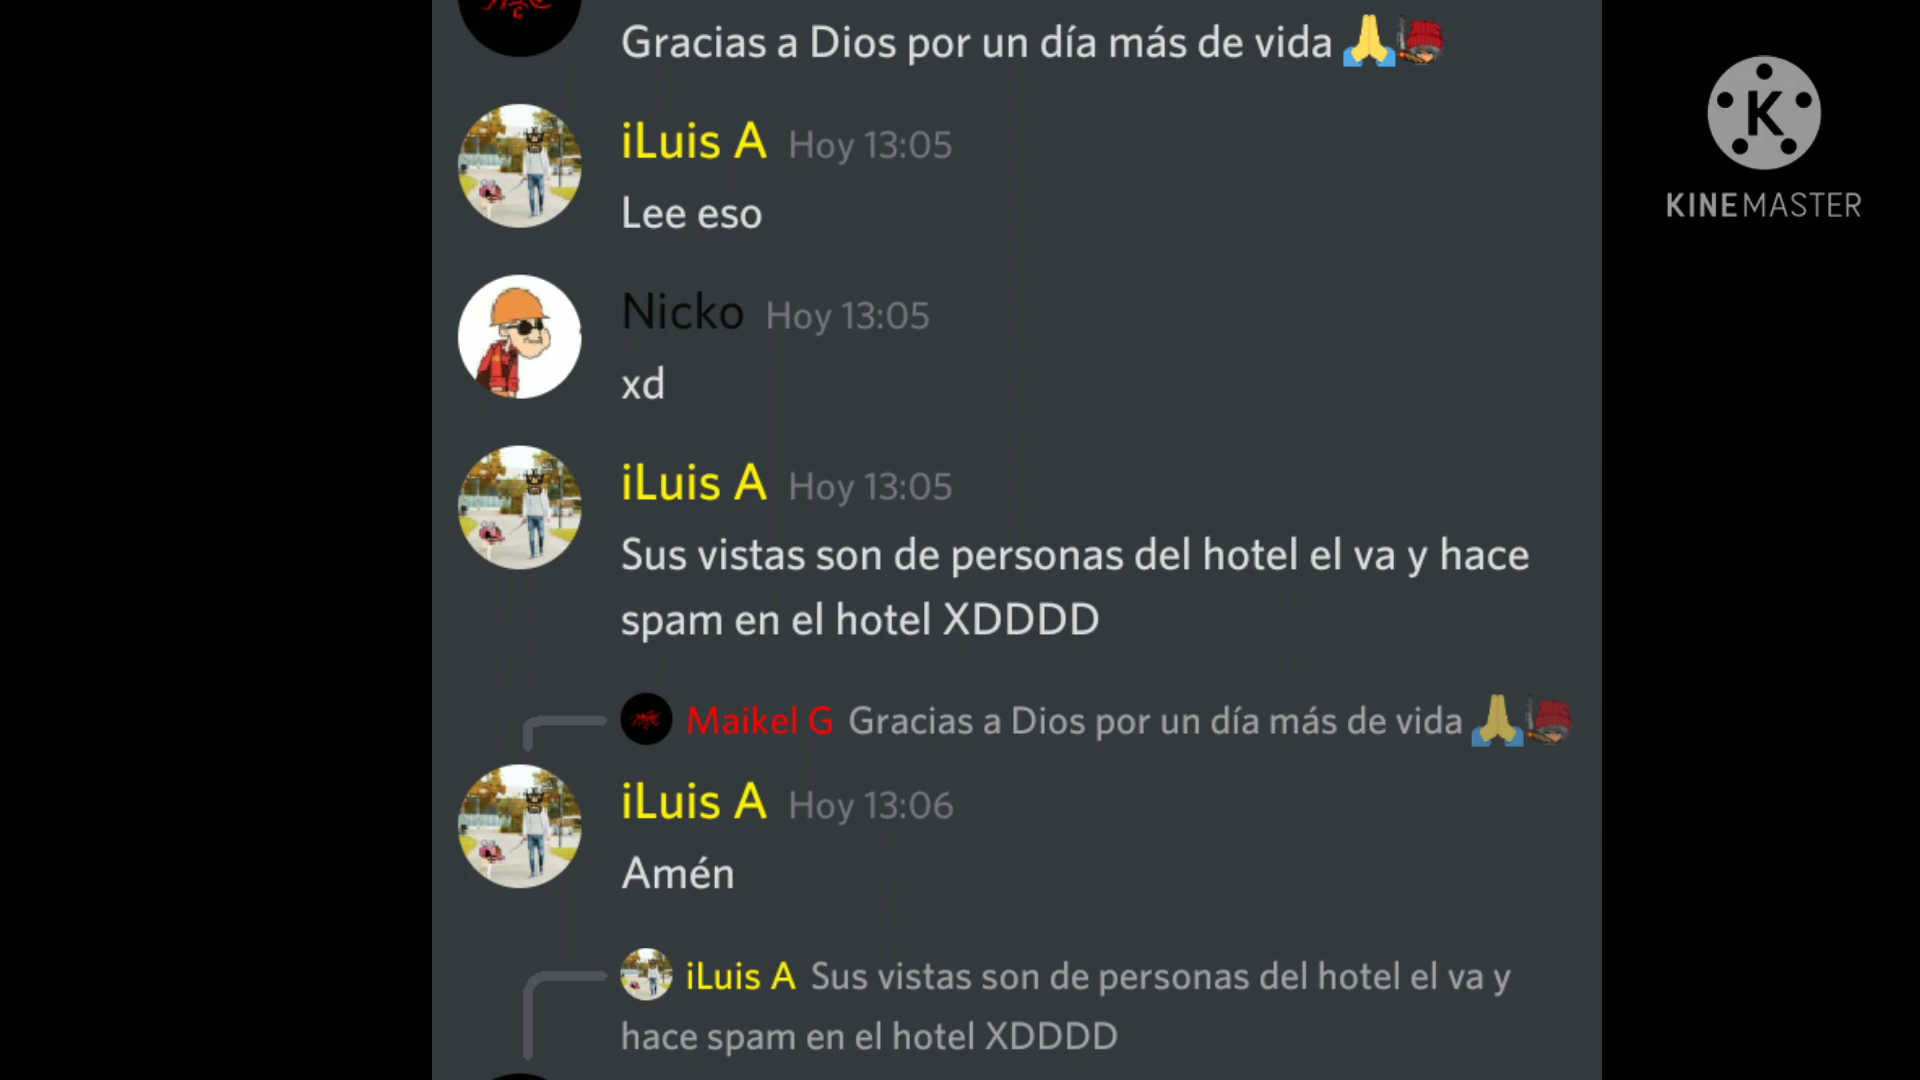 Gracias a Dios por un día más de vida 🙏
K
KINEMASTER
iLuis A Hoy 13:05
Lee eso
Nicko Hoy 13:05
xd
iLuis A Hoy 13:05
Sus vistas son de personas del hotel el va y hace
spam en el hotel XDDDD
Maikel G Gracias a Dios por un día más de vida 🙏
iLuis A Hoy 13:06
Amén
iLuis A Sus vistas son de personas del hotel el va y
hace spam en el hotel XDDDD